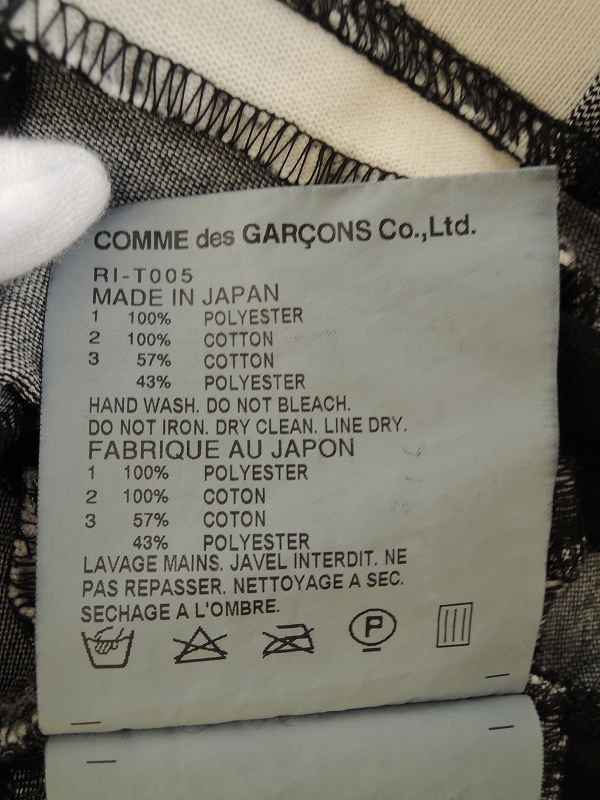 COMME des GARÇONS Co.,Ltd.
RI-T005
MADE IN JAPAN
1 100% POLYESTER
2 100% COTTON
3 57% COTTON
43% POLYESTER
HAND WASH. DO NOT BLEACH.
DO NOT IRON. DRY CLEAN. LINE DRY.
FABRIQUE AU JAPON
1 100% POLYESTER
2 100% COTON
3 57% COTON
43% POLYESTER
LAVAGE MAINS. JAVEL INTERDIT. NE
PAS REPASSER. NETTOYAGE A SEC.
SECHAGE A L'OMBRE.
P